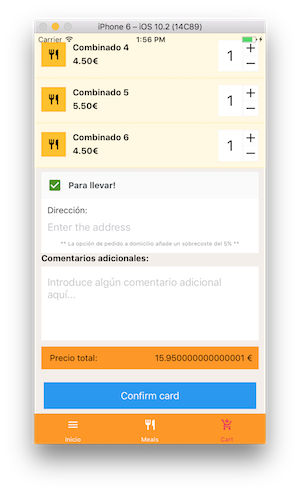 iPhone 6 – iOS 10.2 (14C89)
Carrier 1:56 PM
Combinado 4
4.50€
1 + –
Combinado 5
5.50€
1 + –
Combinado 6
4.50€
1 + –
Para llevar!
Dirección:
Enter the address
** La opción de pedido a domicilio añade un sobrecoste del 5% **
Comentarios adicionales:
Introduce algún comentario adicional
aquí...
Precio total: 15.950000000000001 €
Confirm card
Inicio Meals Cart